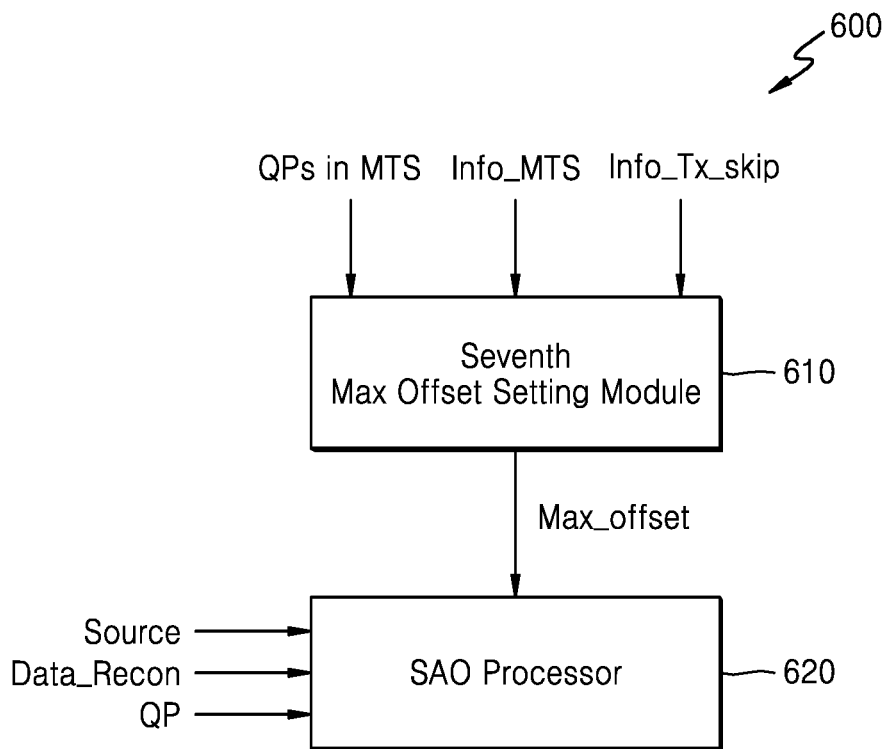 600
QPs in MTS Info_MTS Info_Tx_skip
Seventh
Max Offset Setting Module
610
Max_offset
Source
Data_Recon
QP
SAO Processor
620